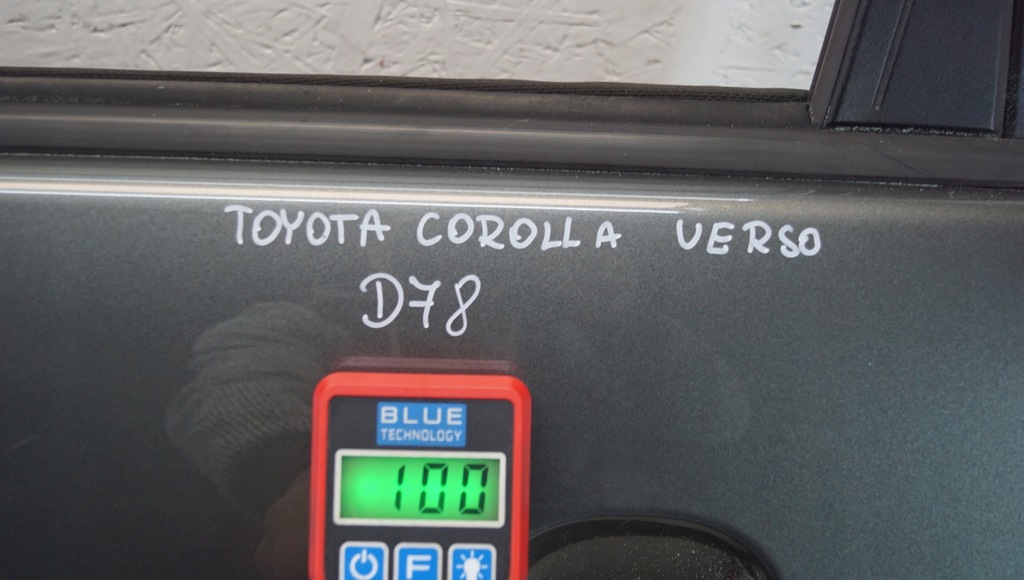 TOYOTA COROLLA VERSO
D78
BLUE
TECHNOLOGY
100
F